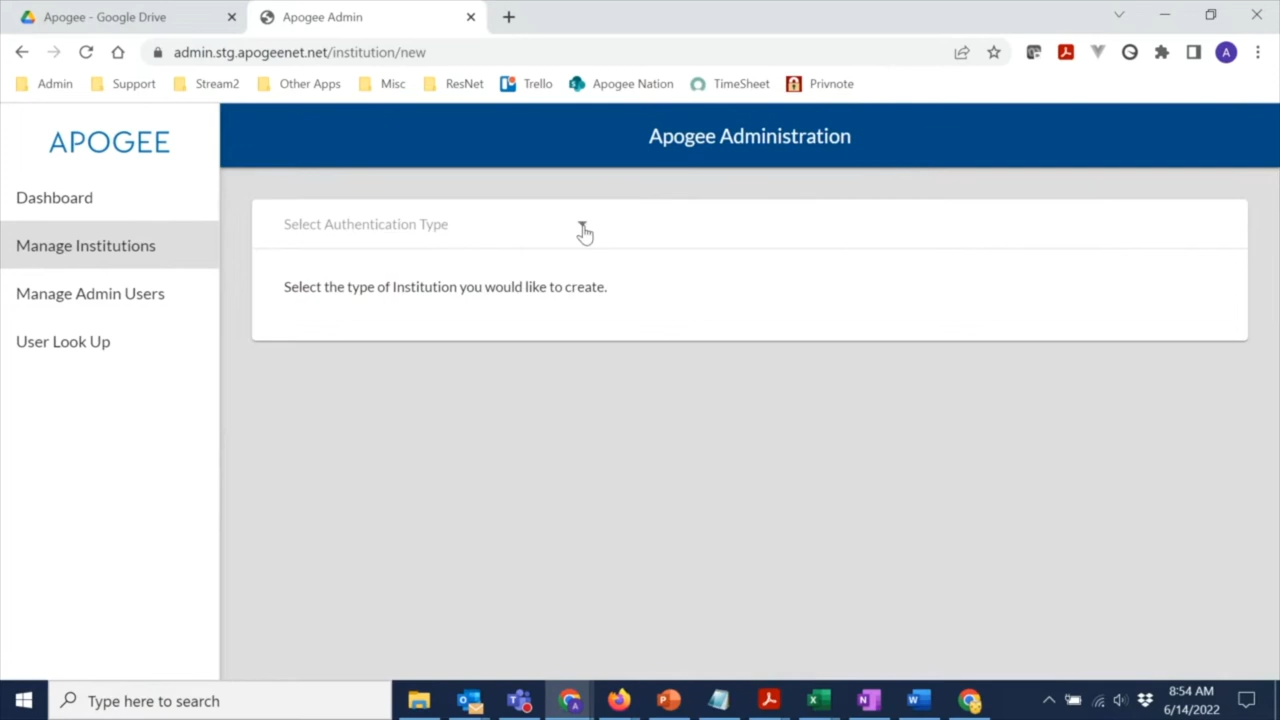 Apogee - Google Drive
Apogee Admin
admin.stg.apogeenet.net/institution/new
A
Admin
Support
Stream2
Other Apps
Misc
ResNet
Trello
Apogee Nation
TimeSheet
Privnote
APOGEE
Apogee Administration
Dashboard
Manage Institutions
Manage Admin Users
User Look Up
Select Authentication Type
Select the type of Institution you would like to create.
Type here to search
8:54 AM
6/14/2022